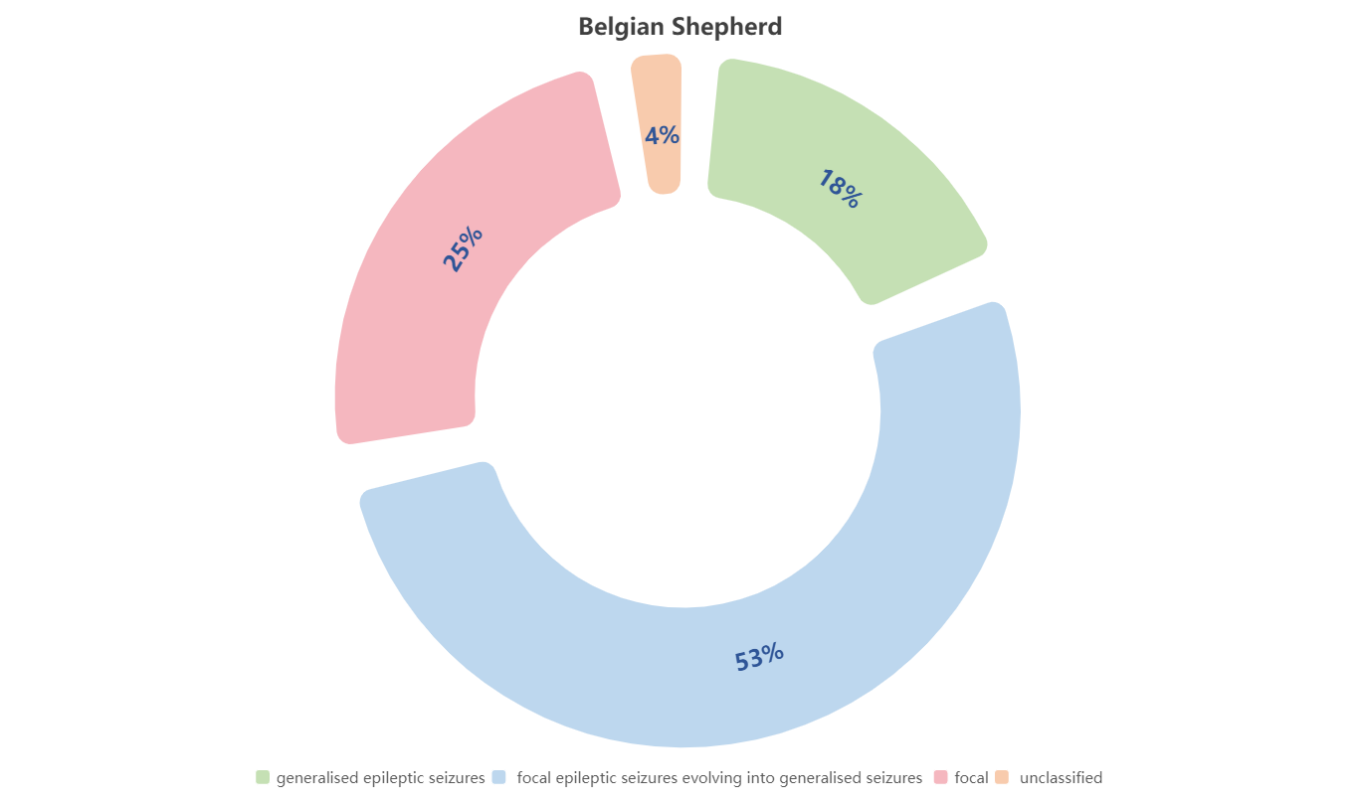 Belgian Shepherd
4%
18%
25%
53%
generalised epileptic seizures focal epileptic seizures evolving into generalised seizures focal unclassified